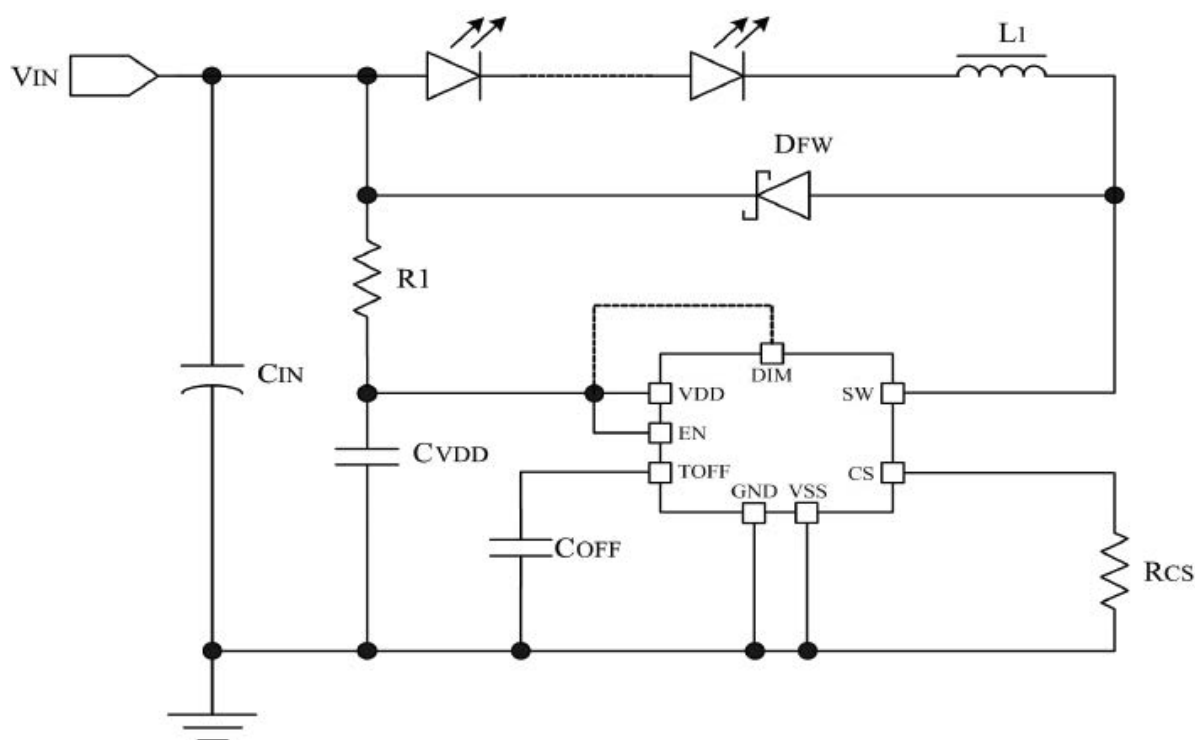 L1
VIN
DFW
R1
DIM
CIN
VDD
SW
EN
CVDD
TOFF
CS
GND
VSS
COFF
RCS